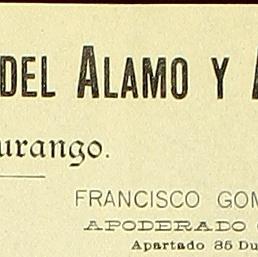 DEL ALAMO Y
urango.
FRANCISCO GOM
APODERADO
Apartado 35 Du